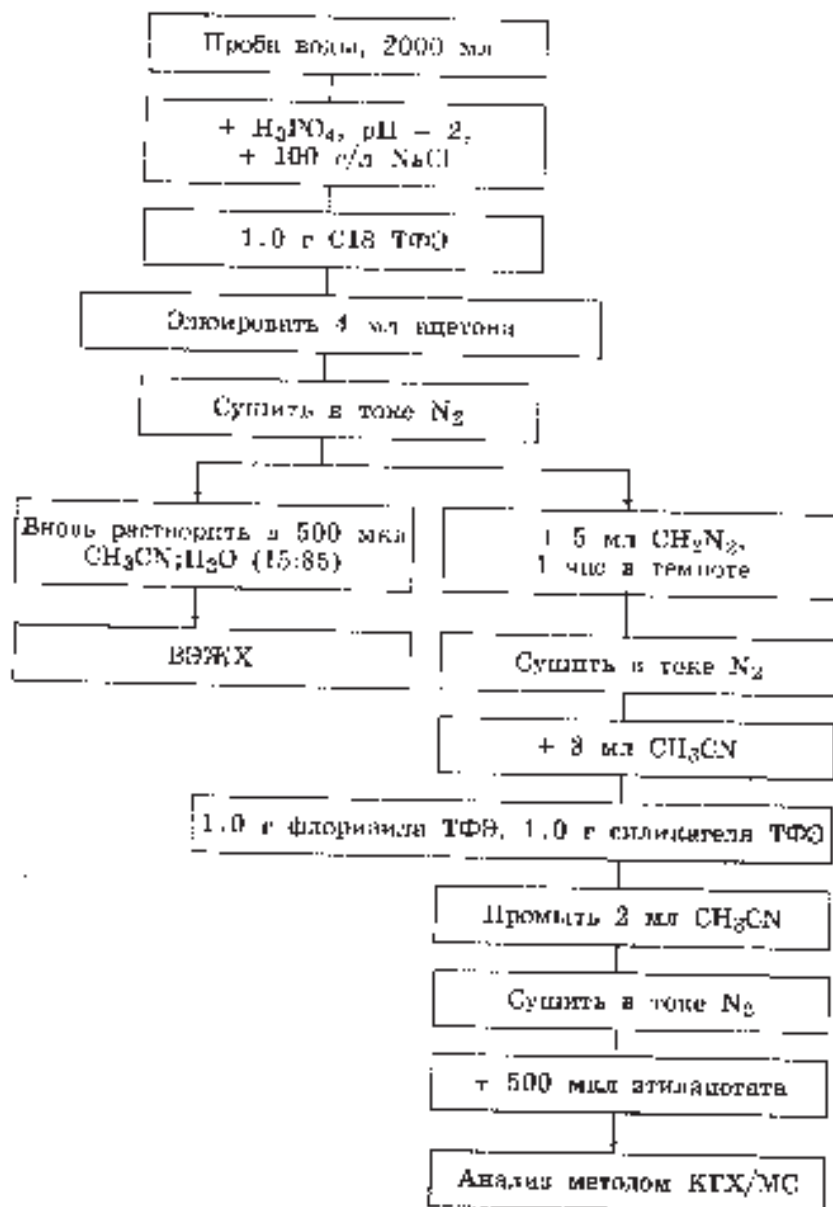 Проба воды, 2000 мл
+ H₃PO₄, pH – 2,
+ 100 г/л NaCl
1.0 г C18 ТФЭ
Элюировать 4 мл ацетона
Сушить в токе N₂
Вновь растворить в 500 мкл
CH₃CN;H₂O (15:85)
ВЭЖХ
+ 5 мл CH₂N₂,
1 час в темноте
Сушить в токе N₂
+ 3 мл CH₃CN
1.0 г флоризила ТФЭ, 1.0 г силикагеля ТФЭ
Промыть 2 мл CH₃CN
Сушить в токе N₂
+ 500 мкл этилацетата
Анализ методом КГХ/МС